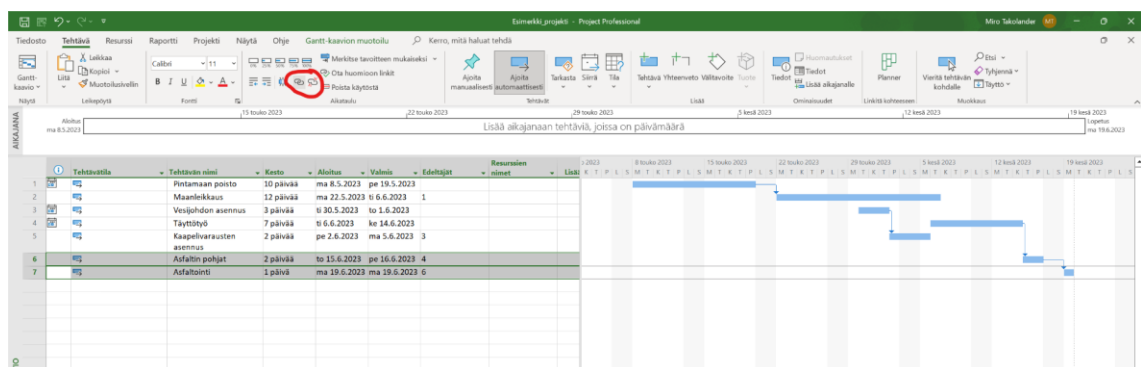 Esimerkki_projekti - Project Professional
Miro Takolander MT
Tiedosto Tehtävä Resurssi Raportti Projekti Näytä Ohje Gantt-kaavion muotoilu Kerro, mitä haluat tehdä
Gantt-kaavio
Liitä
Leikkaa
Kopioi
Muotoilusivellin
Calibri 11
B I U A
Merkitse tavoitteen mukaiseksi
Ota huomioon linkit
Poista käytöstä
Ajoita manuaalisesti
Ajoita automaattisesti
Tarkasta Siirrä Tila
Tehtävä Yhteenveto Välitavoite Tuote
Tiedot
Huomautukset
Tiedot
Lisää aikajanalle
Planner
Vieritä tehtävän kohdalle
Etsi
Tyhjennä
Täyttö
Näytä Leikepöytä Fontti Aikataulu Tehtävät Lisää Ominaisuudet Linkitä kohteeseen Muokkaus
AIKAJANA
15 touko 2023 22 touko 2023 29 touko 2023 5 kesä 2023 12 kesä 2023 19 kesä 2023
Aloitus
ma 8.5.2023
Lisää aikajanaan tehtäviä, joissa on päivämäärä
Lopetus
ma 19.6.2023
Tehtävätila Tehtävän nimi Kesto Aloitus Valmis Edeltäjät Resurssien nimet Lisää
2023 8 touko 2023 15 touko 2023 22 touko 2023 29 touko 2023 5 kesä 2023 12 kesä 2023 19 kesä 2023
K T P L S M T K T P L S M T K T P L S M T K T P L S M T K T P L S M T K T P L S M T K T P L S M T K T P L S
1 Pintamaan poisto 10 päivää ma 8.5.2023 pe 19.5.2023
2 Maanleikkaus 12 päivää ma 22.5.2023 ti 6.6.2023 1
3 Vesijohdon asennus 3 päivää ti 30.5.2023 to 1.6.2023
4 Täyttötyö 7 päivää ti 6.6.2023 ke 14.6.2023
5 Kaapelivarausten asennus 2 päivää pe 2.6.2023 ma 5.6.2023 3
6 Asfaltin pohjat 2 päivää to 15.6.2023 pe 16.6.2023 4
7 Asfaltointi 1 päivä ma 19.6.2023 ma 19.6.2023 6